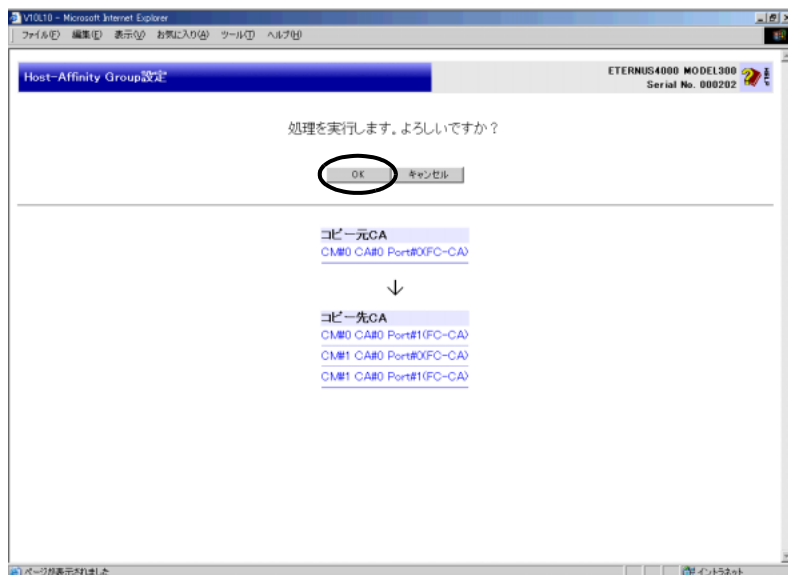 V10L10 - Microsoft Internet Explorer
ファイル(F) 編集(E) 表示(V) お気に入り(A) ツール(T) ヘルプ(H)
Host-Affinity Group設定
ETERNUS4000 MODEL300
Serial No. 000202
HELP
処理を実行します。よろしいですか？
OK キャンセル
コピー元CA
CM#0 CA#0 Port#0(FC-CA)
↓
コピー先CA
CM#0 CA#0 Port#1(FC-CA)
CM#1 CA#0 Port#0(FC-CA)
CM#1 CA#0 Port#1(FC-CA)
ページが表示されました
イントラネット